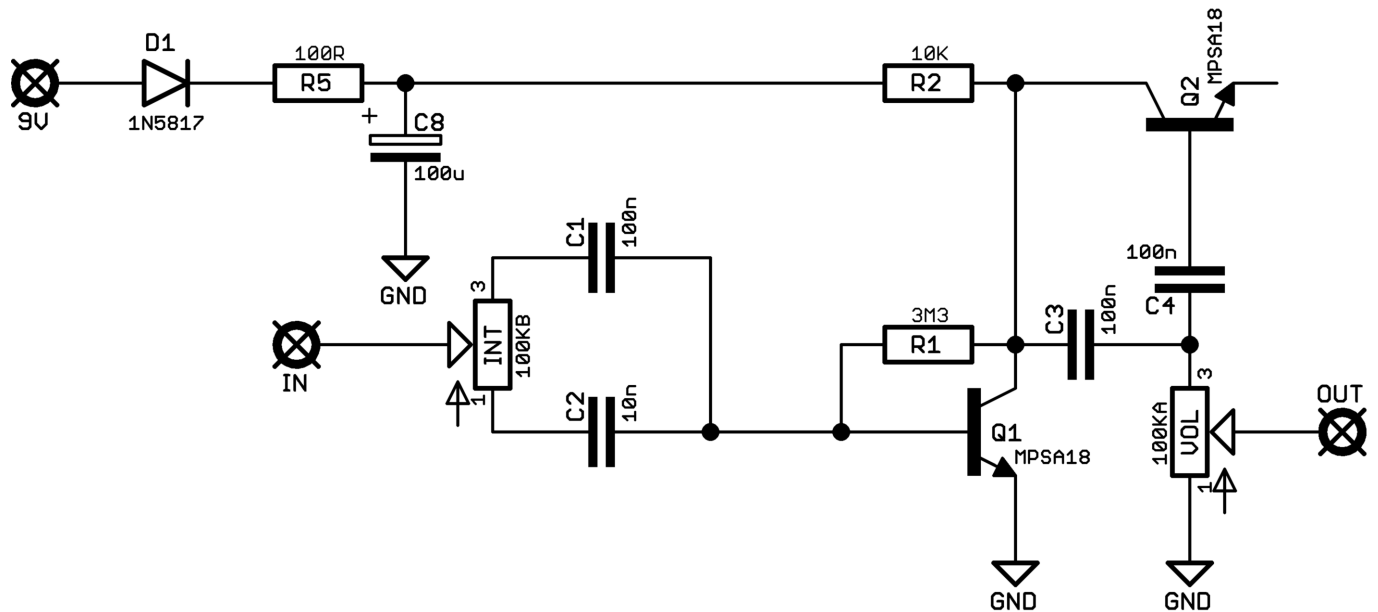 D1
9V
1N5817
100R
R5
+
C8
100u
GND
10K
R2
Q2
MPSA18
C1
100n
IN
3
INT
100KB
1
C2
10n
3M3
R1
C3
100n
100n
C4
Q1
MPSA18
GND
3
VOL
100KA
1
OUT
GND